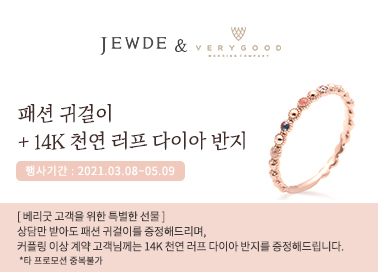 JEWDE & VERYGOOD
WEDDING COMPANY
패션 귀걸이
+ 14K 천연 러프 다이아 반지
행사기간 : 2021.03.08~05.09
[ 베리굿 고객을 위한 특별한 선물 ]
상담만 받아도 패션 귀걸이를 증정해드리며,
커플링 이상 계약 고객님께는 14K 천연 러프 다이아 반지를 증정해드립니다.
*타 프로모션 중복불가